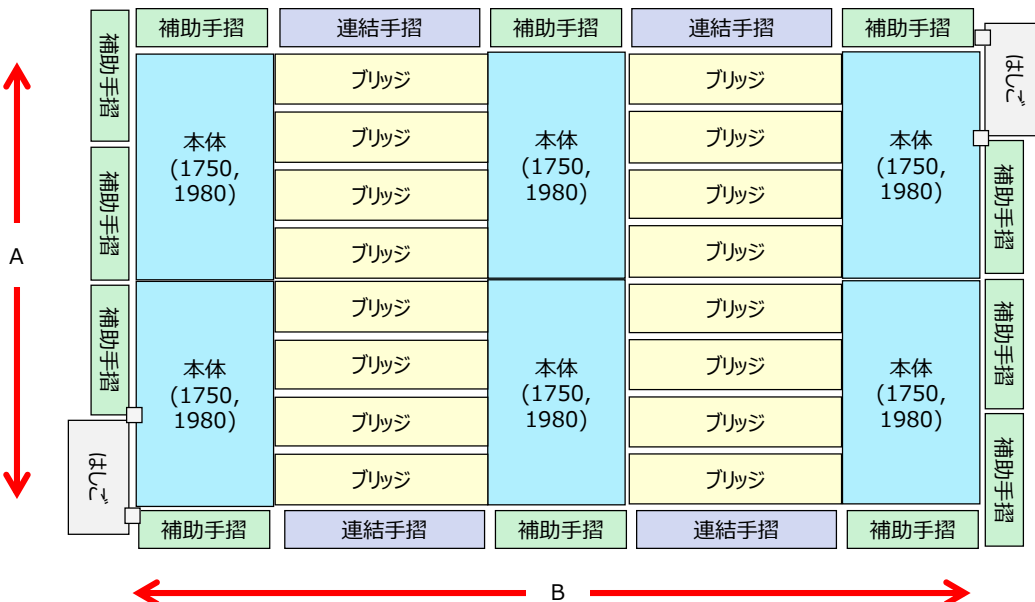 補助手摺
連結手摺
補助手摺
連結手摺
補助手摺
補助手摺
補助手摺
補助手摺
はしご
はしご
補助手摺
補助手摺
補助手摺
本体
(1750,
1980)
ブリッジ
ブリッジ
ブリッジ
ブリッジ
本体
(1750,
1980)
ブリッジ
ブリッジ
ブリッジ
ブリッジ
本体
(1750,
1980)
A
本体
(1750,
1980)
ブリッジ
ブリッジ
ブリッジ
ブリッジ
本体
(1750,
1980)
ブリッジ
ブリッジ
ブリッジ
ブリッジ
本体
(1750,
1980)
補助手摺
連結手摺
補助手摺
連結手摺
補助手摺
B